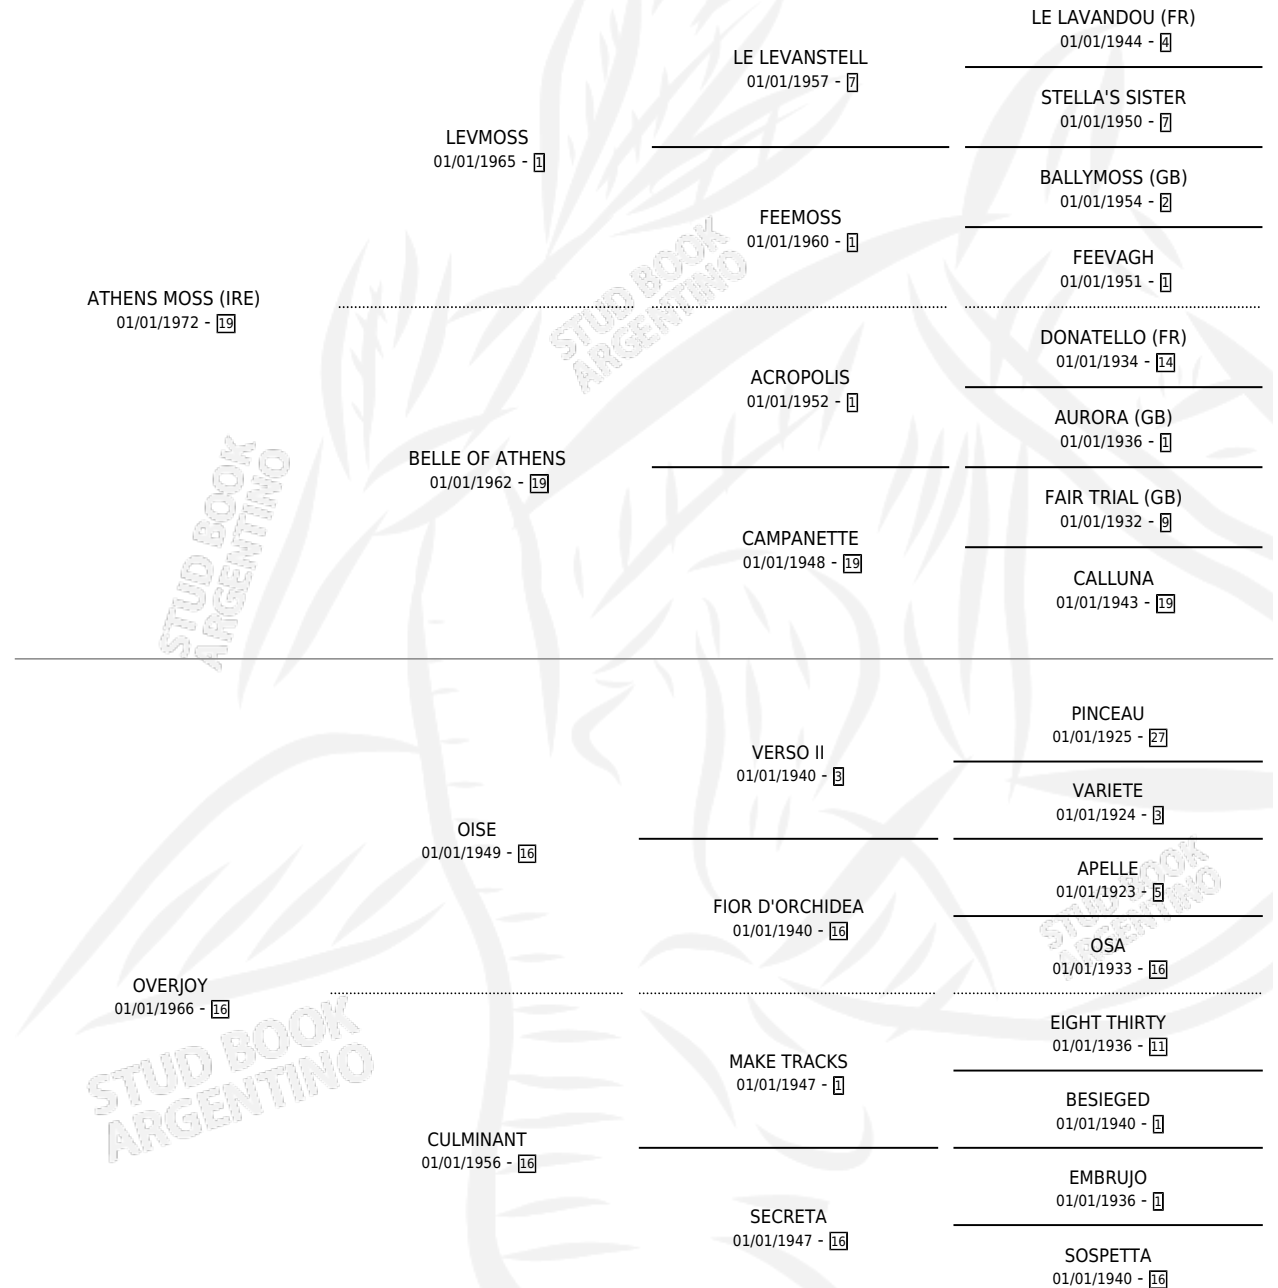 LE LAVANDOU (FR)
01/01/1944 - 4
LE LEVANSTELL
01/01/1957 - 7
STELLA'S SISTER
01/01/1950 - 7
LEVMOSS
01/01/1965 - 1
BALLYMOSS (GB)
01/01/1954 - 2
FEEMOSS
01/01/1960 - 1
FEEVAGH
01/01/1951 - 1
ATHENS MOSS (IRE)
01/01/1972 - 19
DONATELLO (FR)
01/01/1934 - 14
ACROPOLIS
01/01/1952 - 1
AURORA (GB)
01/01/1936 - 1
BELLE OF ATHENS
01/01/1962 - 19
FAIR TRIAL (GB)
01/01/1932 - 9
CAMPANETTE
01/01/1948 - 19
CALLUNA
01/01/1943 - 19
PINCEAU
01/01/1925 - 27
VERSO II
01/01/1940 - 3
VARIETE
01/01/1924 - 3
OISE
01/01/1949 - 16
APELLE
01/01/1923 - 5
FIOR D'ORCHIDEA
01/01/1940 - 16
OSA
01/01/1933 - 16
OVERJOY
01/01/1966 - 16
EIGHT THIRTY
01/01/1936 - 11
MAKE TRACKS
01/01/1947 - 1
BESIEGED
01/01/1940 - 1
CULMINANT
01/01/1956 - 16
EMBRUJO
01/01/1936 - 1
SECRETA
01/01/1947 - 16
SOSPETTA
01/01/1940 - 16
STUD BOOK
ARGENTINO
STUD BOOK
ARGENTINO
STUD BOOK
ARGENTINO
STUD BOOK
ARGENTINO